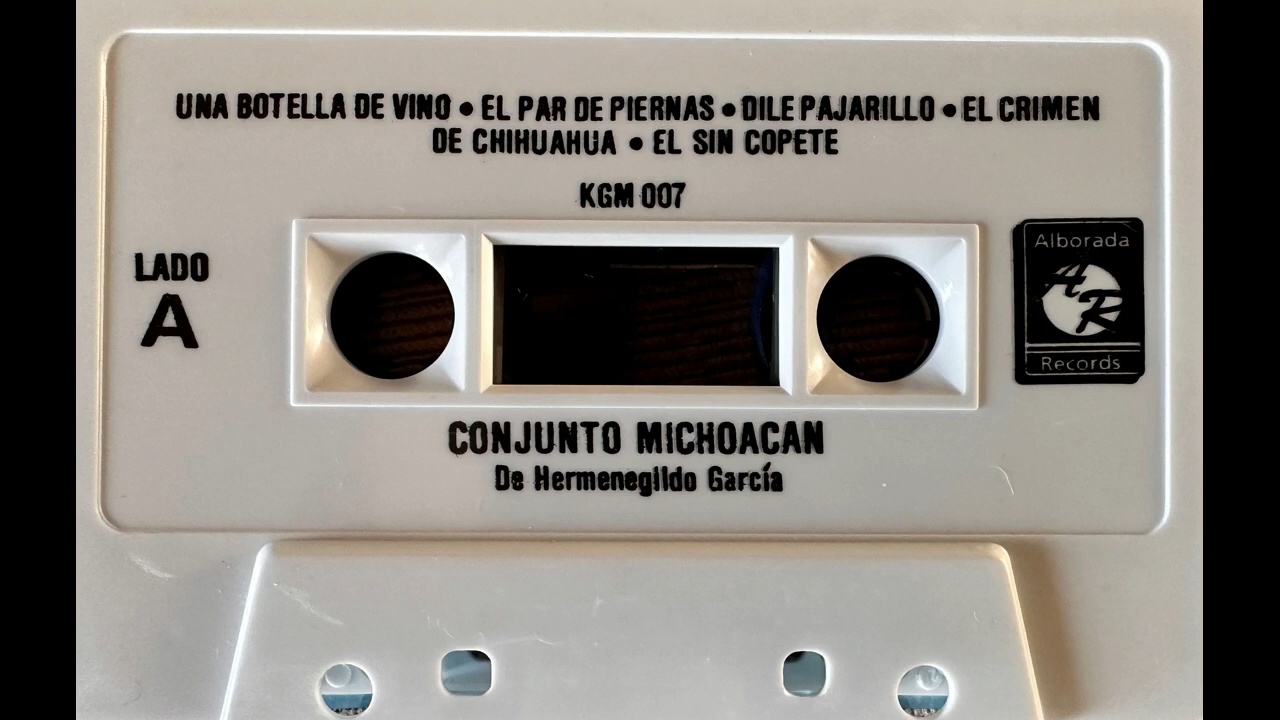 UNA BOTELLA DE VINO • EL PAR DE PIERNAS • DILE PAJARILLO • EL CRIMEN
DE CHIHUAHUA • EL SIN COPETE
KGM 007
LADO
A
Alborada
AR
Records
CONJUNTO MICHOACAN
De Hermenegildo García